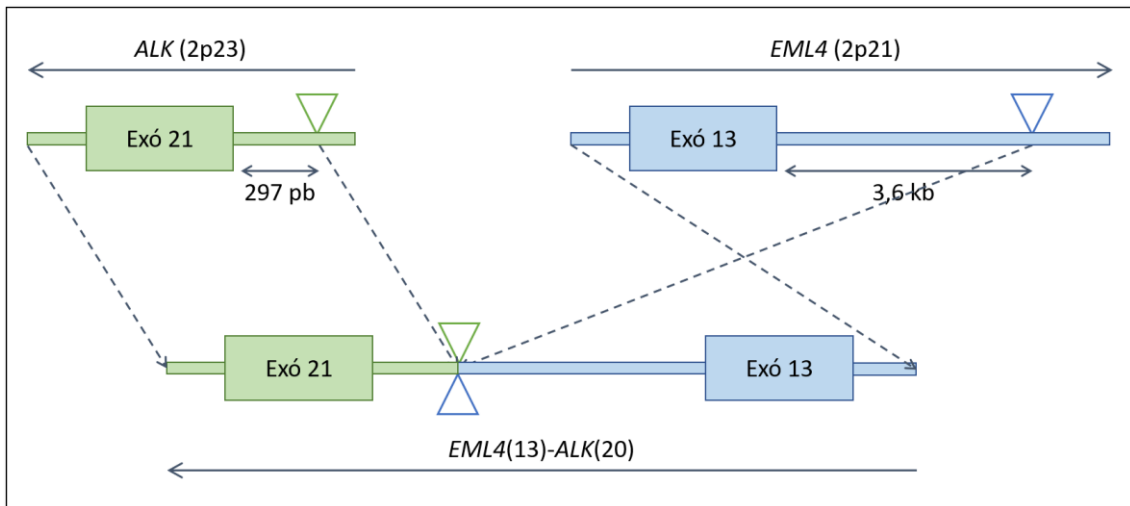 ALK (2p23)
EML4 (2p21)
Exó 21
Exó 13
297 pb
3,6 kb
Exó 21
Exó 13
EML4(13)-ALK(20)